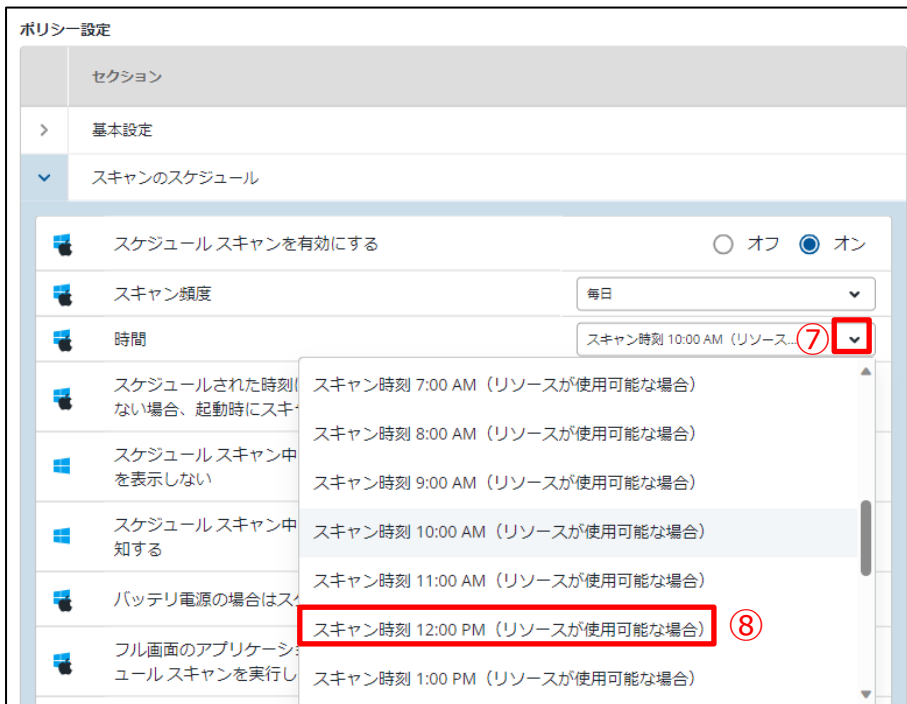 ポリシー設定
セクション
基本設定
スキャンのスケジュール
スケジュール スキャンを有効にする
オフ
オン
スキャン頻度
毎日
時間
スキャン時刻 10:00 AM（リソース...
⑦
スケジュールされた時刻に
ない場合、起動時にスキ
スケジュール スキャン中
を表示しない
スケジュール スキャン中
知する
バッテリ電源の場合はス
フル画面のアプリケーシ
ュール スキャンを実行し
スキャン時刻 7:00 AM（リソースが使用可能な場合）
スキャン時刻 8:00 AM（リソースが使用可能な場合）
スキャン時刻 9:00 AM（リソースが使用可能な場合）
スキャン時刻 10:00 AM（リソースが使用可能な場合）
スキャン時刻 11:00 AM（リソースが使用可能な場合）
スキャン時刻 12:00 PM（リソースが使用可能な場合）
⑧
スキャン時刻 1:00 PM（リソースが使用可能な場合）